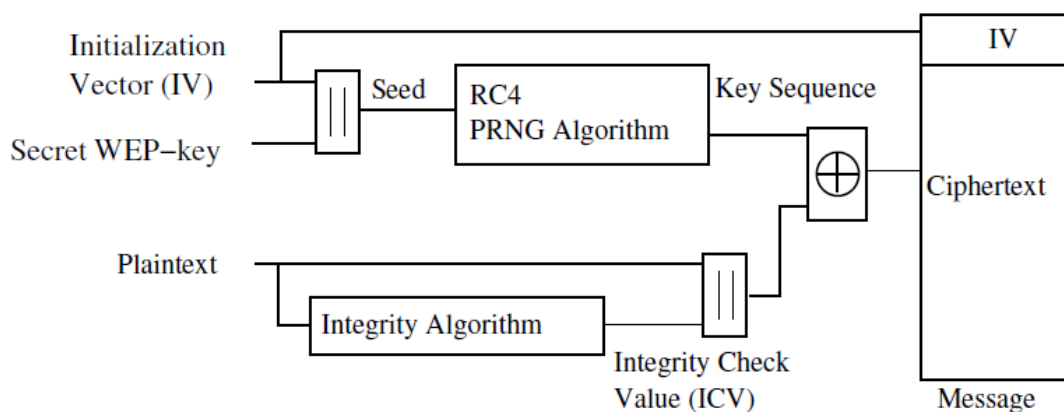 Initialization
Vector (IV)
Secret WEP−key
||
Seed
RC4
PRNG Algorithm
Key Sequence
IV
Ciphertext
Plaintext
Integrity Algorithm
||
Integrity Check
Value (ICV)
Message